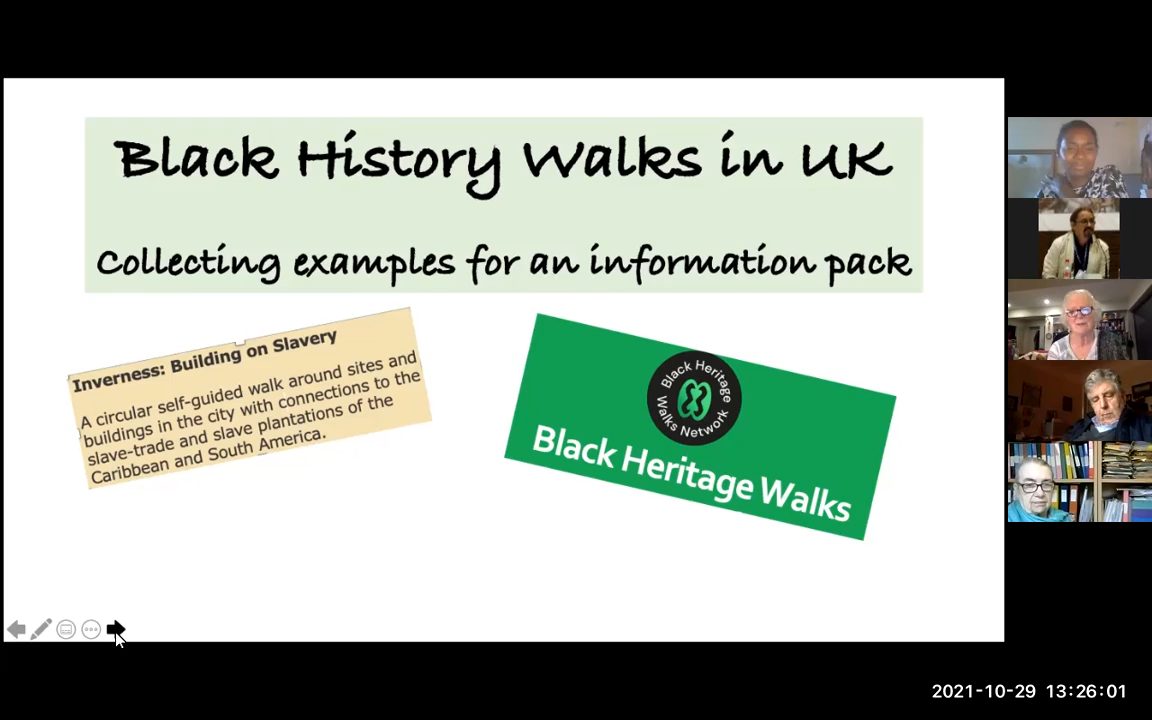 Black History Walks in UK
Collecting examples for an information pack
Inverness: Building on Slavery
A circular self-guided walk around sites and
buildings in the city with connections to the
slave-trade and slave plantations of the
Caribbean and South America.
Black Heritage
Walks Network
Black Heritage Walks
2021-10-29 13:26:01